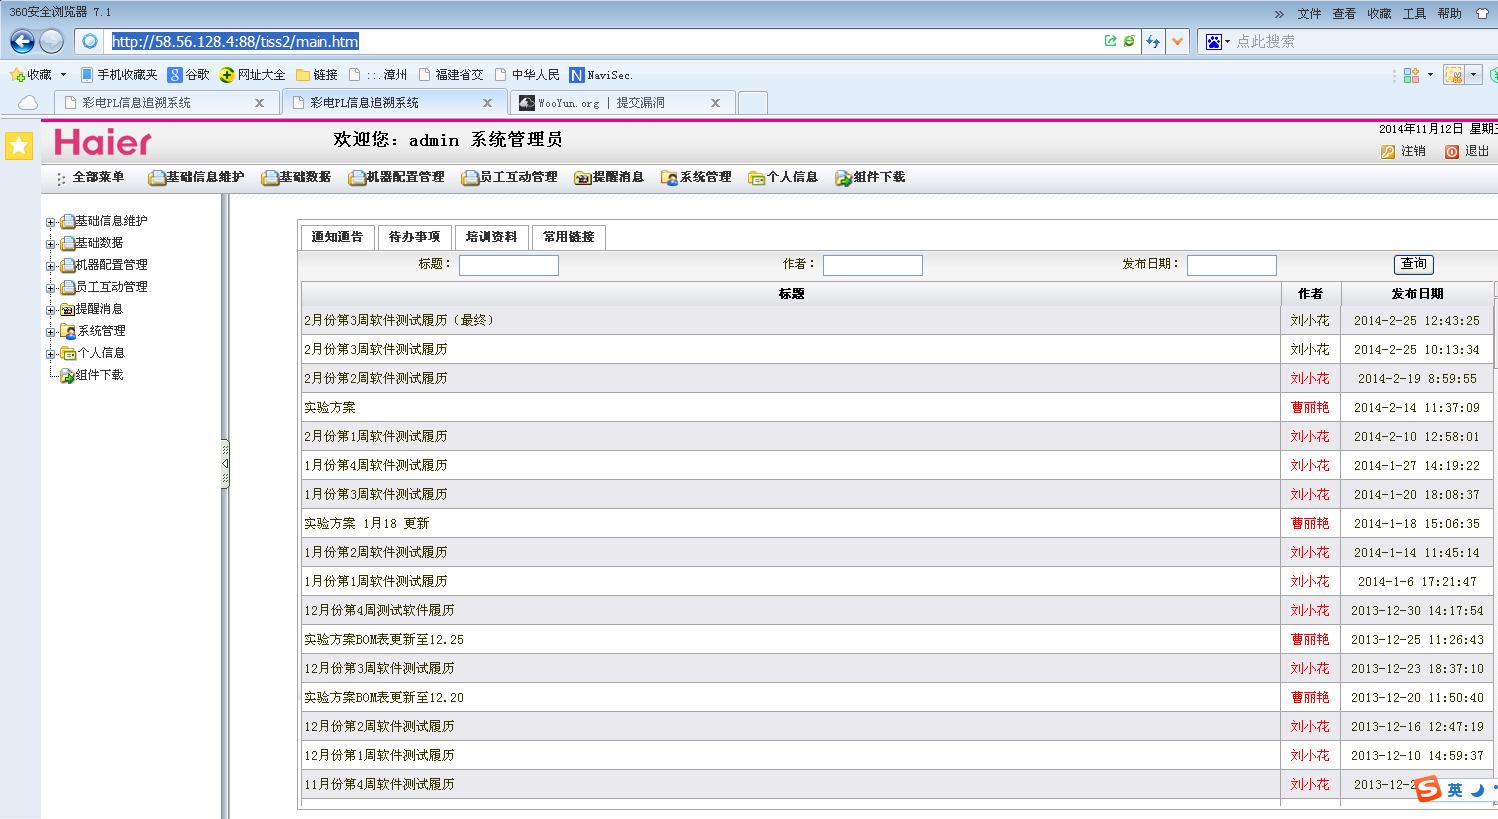 360安全浏览器 7.1
» 文件 查看 收藏 工具 帮助
http://58.56.128.4:88/tiss2/main.htm
点此搜索
收藏 手机收藏夹 谷歌 网址大全 链接 :::.漳州 福建省交 中华人民 NaviSec.
彩电PL信息追溯系统 彩电PL信息追溯系统 WooYun.org | 提交漏洞
Haier
欢迎您：admin 系统管理员
2014年11月12日 星期三
注销 退出
全部菜单 基础信息维护 基础数据 机器配置管理 员工互动管理 提醒消息 系统管理 个人信息 组件下载
基础信息维护
基础数据
机器配置管理
员工互动管理
提醒消息
系统管理
个人信息
组件下载
通知通告 待办事项 培训资料 常用链接
标题： 作者： 发布日期： 查询
标题 作者 发布日期
2月份第3周软件测试履历（最终） 刘小花 2014-2-25 12:43:25
2月份第3周软件测试履历 刘小花 2014-2-25 10:13:34
2月份第2周软件测试履历 刘小花 2014-2-19 8:59:55
实验方案 曹丽艳 2014-2-14 11:37:09
2月份第1周软件测试履历 刘小花 2014-2-10 12:58:01
1月份第4周软件测试履历 刘小花 2014-1-27 14:19:22
1月份第3周软件测试履历 刘小花 2014-1-20 18:08:37
实验方案 1月18 更新 曹丽艳 2014-1-18 15:06:35
1月份第2周软件测试履历 刘小花 2014-1-14 11:45:14
1月份第1周软件测试履历 刘小花 2014-1-6 17:21:47
12月份第4周测试软件履历 刘小花 2013-12-30 14:17:54
实验方案BOM表更新至12.25 曹丽艳 2013-12-25 11:26:43
12月份第3周软件测试履历 刘小花 2013-12-23 18:37:10
实验方案BOM表更新至12.20 曹丽艳 2013-12-20 11:50:40
12月份第2周软件测试履历 刘小花 2013-12-16 12:47:19
12月份第1周软件测试履历 刘小花 2013-12-10 14:59:37
11月份第4周软件测试履历 刘小花 2013-12-2
英